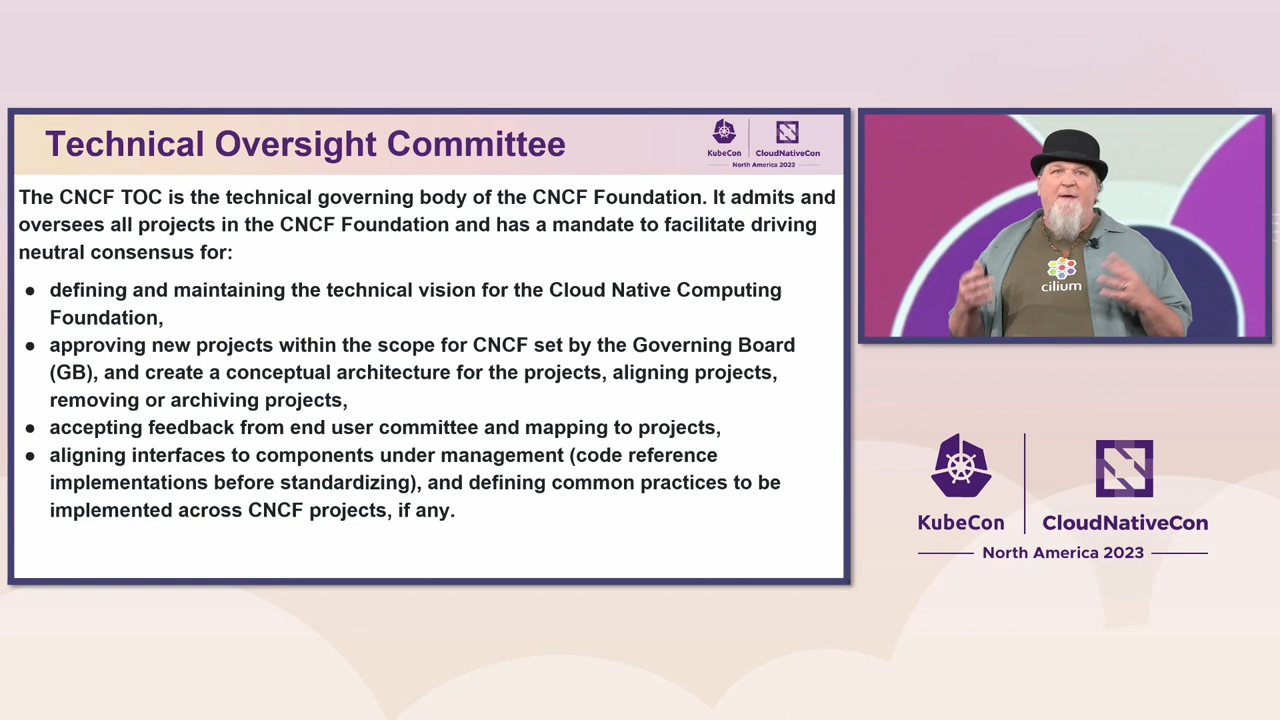 Technical Oversight Committee
KubeCon
CloudNativeCon
North America 2023
The CNCF TOC is the technical governing body of the CNCF Foundation. It admits and
oversees all projects in the CNCF Foundation and has a mandate to facilitate driving
neutral consensus for:
● defining and maintaining the technical vision for the Cloud Native Computing
Foundation,
● approving new projects within the scope for CNCF set by the Governing Board
(GB), and create a conceptual architecture for the projects, aligning projects,
removing or archiving projects,
● accepting feedback from end user committee and mapping to projects,
● aligning interfaces to components under management (code reference
implementations before standardizing), and defining common practices to be
implemented across CNCF projects, if any.
cilium
KubeCon
CloudNativeCon
North America 2023